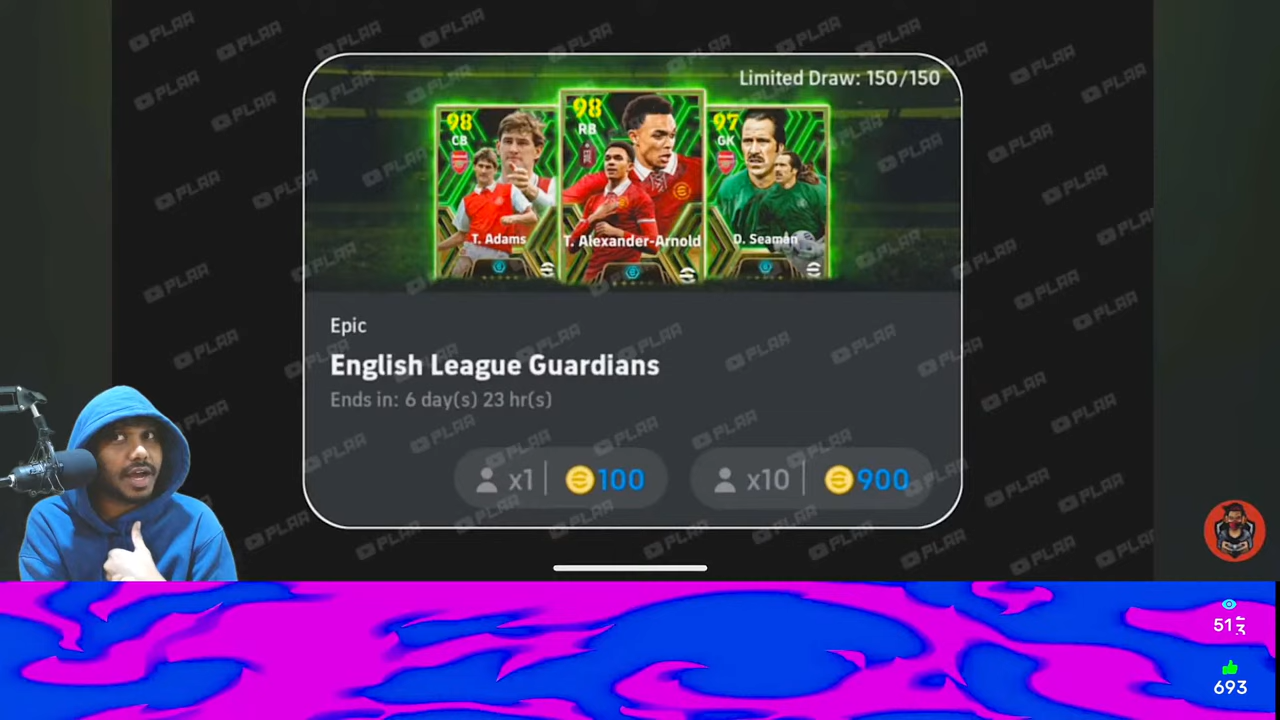 Limited Draw: 150/150
98
CB
T. Adams
98
RB
T. Alexander-Arnold
97
GK
D. Seaman
Epic
English League Guardians
Ends in: 6 day(s) 23 hr(s)
x1 | 100
x10 | 900
693